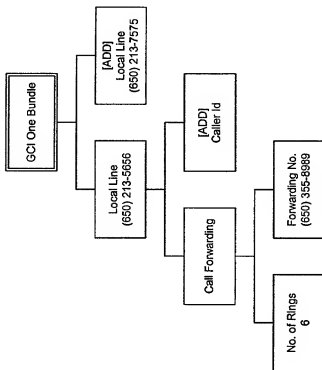 GCI One Bundle
Local Line
(650) 213-5656
[ADD]
Local Line
(650) 213-7575
Call Forwarding
[ADD]
Caller Id
No. of Rings
6
Forwarding No.
(650) 355-8989